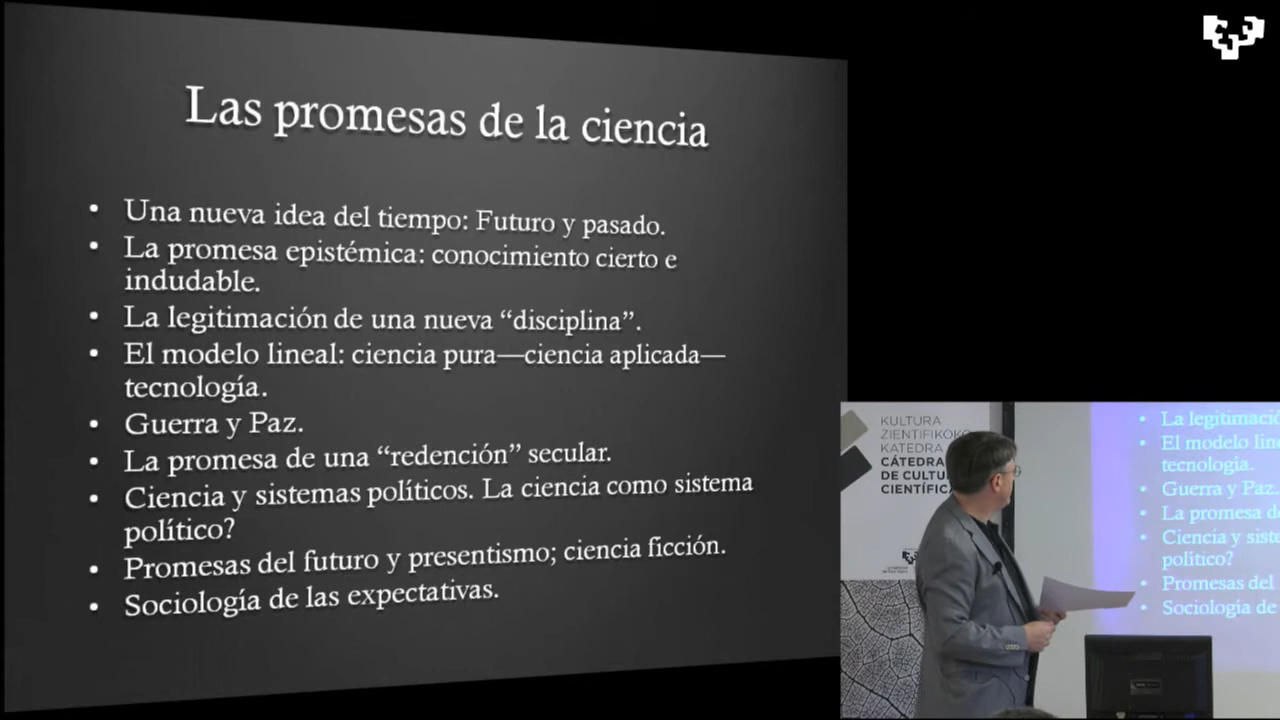 Las promesas de la ciencia
• Una nueva idea del tiempo: Futuro y pasado.
• La promesa epistémica: conocimiento cierto e
indudable.
• La legitimación de una nueva “disciplina”.
• El modelo lineal: ciencia pura—ciencia aplicada—
tecnología.
• Guerra y Paz.
• La promesa de una “redención” secular.
• Ciencia y sistemas políticos. La ciencia como sistema
político?
• Promesas del futuro y presentismo; ciencia ficción.
• Sociología de las expectativas.
KULTURA
ZIENTIFIKOKO
KATEDRA
CÁTEDRA
DE CULTU
CIENTÍFICA
• La legitimació
• El modelo lin
tecnología.
• Guerra y Paz.
• La promesa d
• Ciencia y siste
político?
• Promesas del
• Sociología de